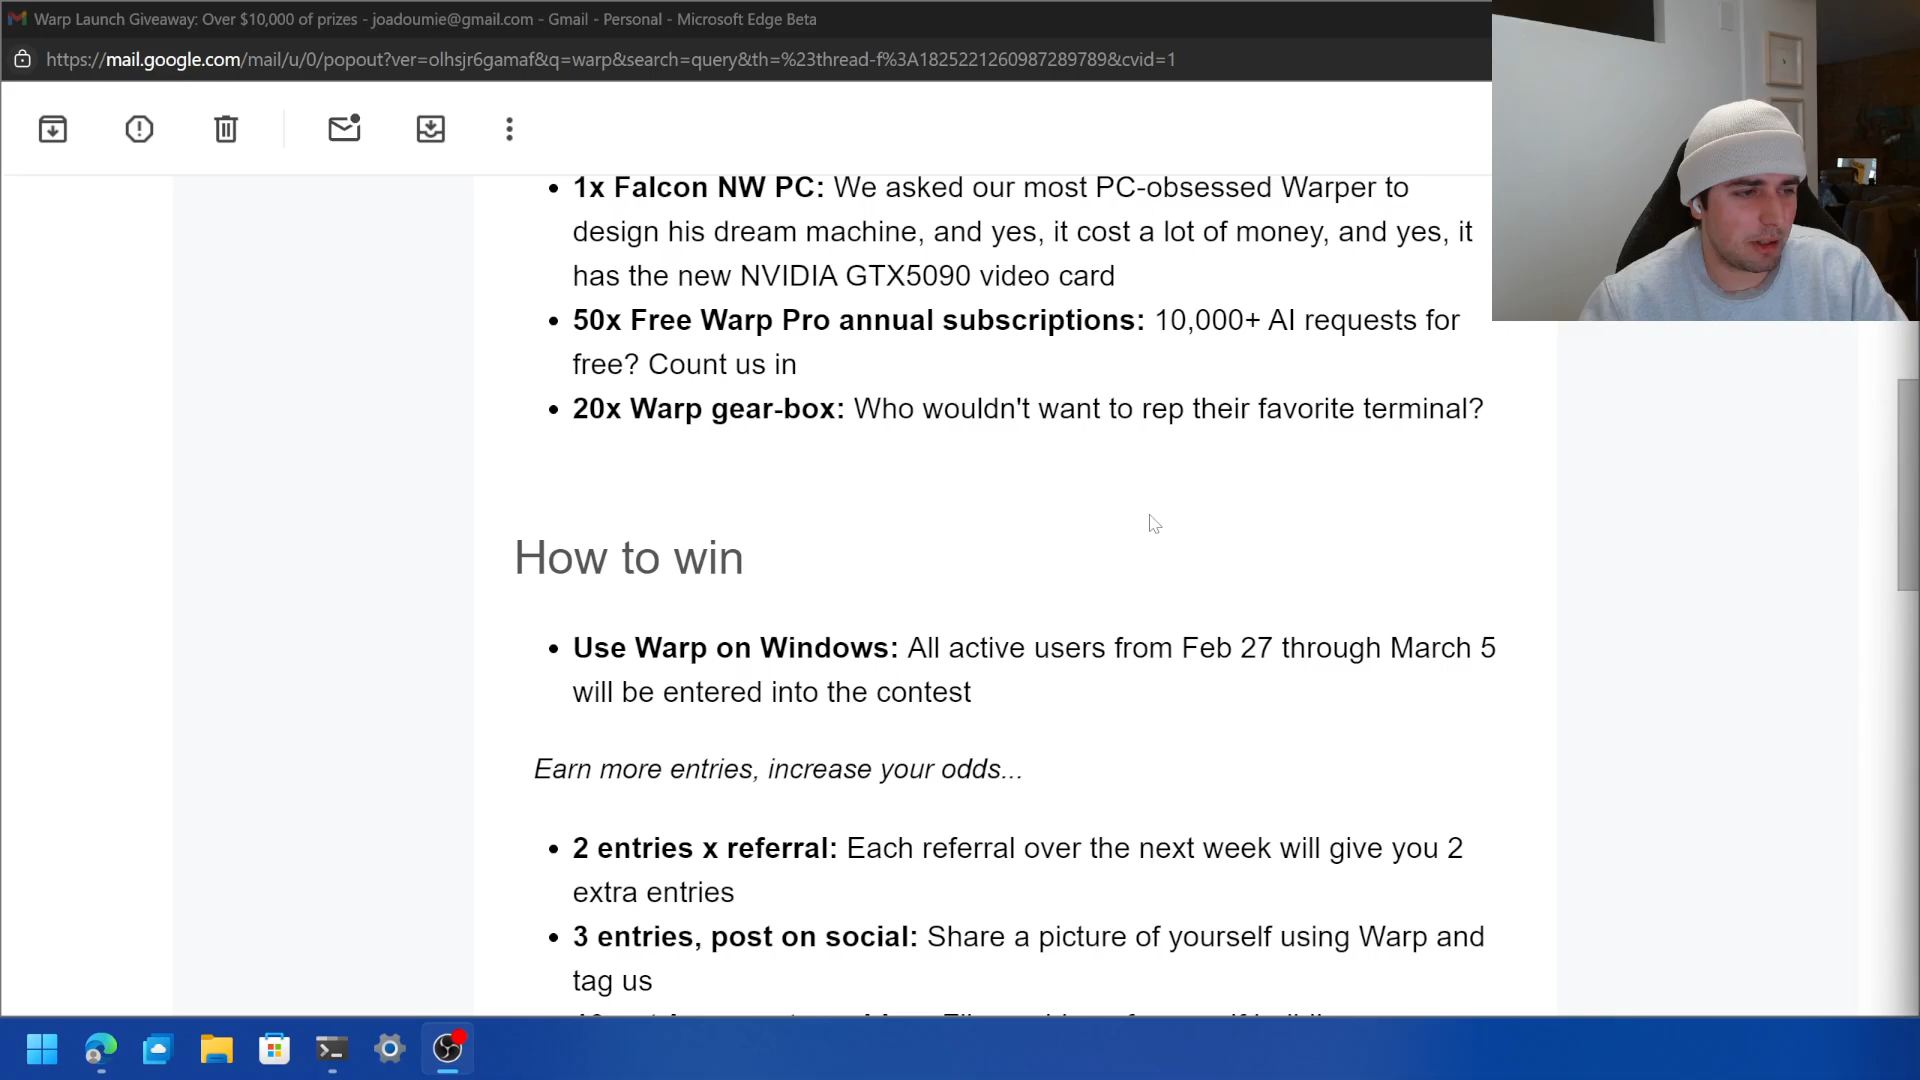 Warp Launch Giveaway: Over $10,000 of prizes - joadoumie@gmail.com - Gmail - Personal - Microsoft Edge Beta
https://mail.google.com/mail/u/0/popout?ver=olhsjr6gamaf&q=warp&search=query&th=%23thread-f%3A1825221260987289789&cvid=1
• 1x Falcon NW PC: We asked our most PC-obsessed Warper to
design his dream machine, and yes, it cost a lot of money, and yes, it
has the new NVIDIA GTX5090 video card
• 50x Free Warp Pro annual subscriptions: 10,000+ AI requests for
free? Count us in
• 20x Warp gear-box: Who wouldn't want to rep their favorite terminal?
How to win
• Use Warp on Windows: All active users from Feb 27 through March 5
will be entered into the contest
Earn more entries, increase your odds...
• 2 entries x referral: Each referral over the next week will give you 2
extra entries
• 3 entries, post on social: Share a picture of yourself using Warp and
tag us